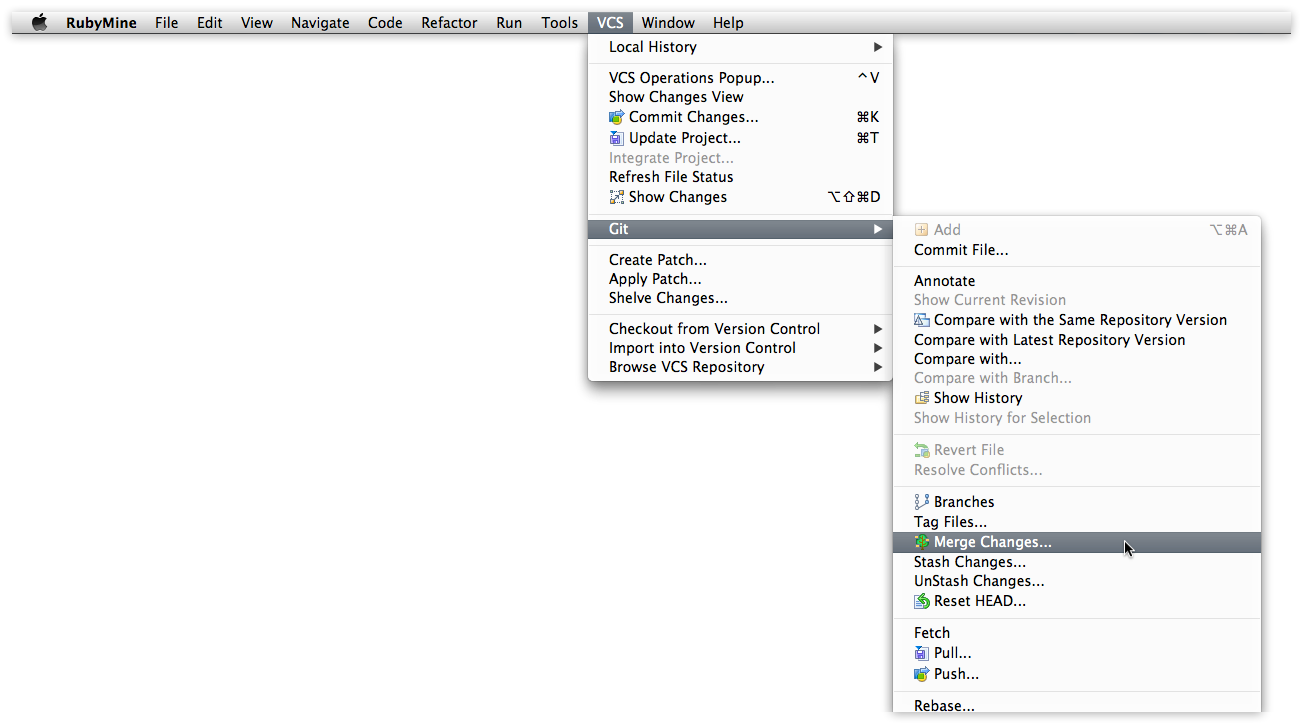 RubyMine File Edit View Navigate Code Refactor Run Tools VCS Window Help
Local History
VCS Operations Popup... ^V
Show Changes View
Commit Changes... ⌘K
Update Project... ⌘T
Integrate Project...
Refresh File Status
Show Changes ⌥⇧⌘D
Git
Create Patch...
Apply Patch...
Shelve Changes...
Checkout from Version Control
Import into Version Control
Browse VCS Repository
Add ⌥⌘A
Commit File...
Annotate
Show Current Revision
Compare with the Same Repository Version
Compare with Latest Repository Version
Compare with...
Compare with Branch...
Show History
Show History for Selection
Revert File
Resolve Conflicts...
Branches
Tag Files...
Merge Changes...
Stash Changes...
UnStash Changes...
Reset HEAD...
Fetch
Pull...
Push...
Rebase...